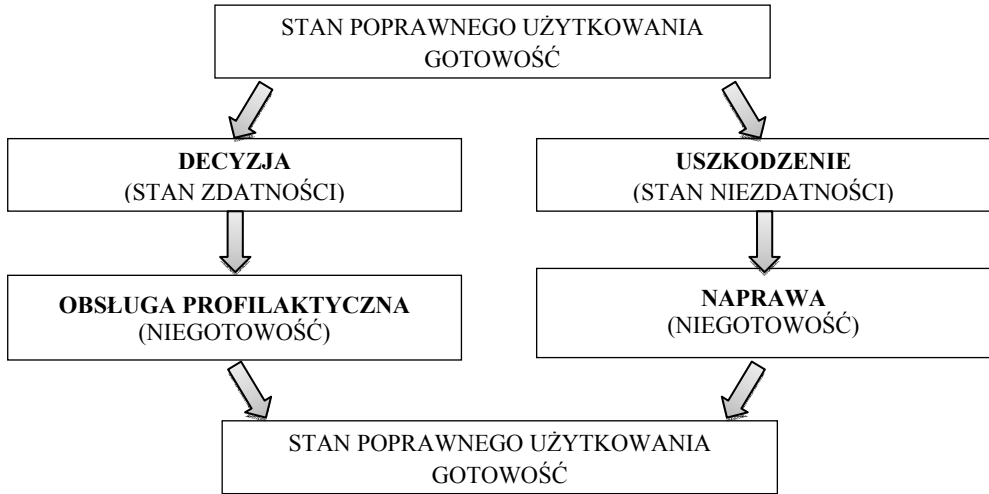 STAN POPRAWNEGO UŻYTKOWANIA
GOTOWOŚĆ
DECYZJA
(STAN ZDATNOŚCI)
USZKODZENIE
(STAN NIEZDATNOŚCI)
OBSŁUGA PROFILAKTYCZNA
(NIEGOTOWOŚĆ)
NAPRAWA
(NIEGOTOWOŚĆ)
STAN POPRAWNEGO UŻYTKOWANIA
GOTOWOŚĆ